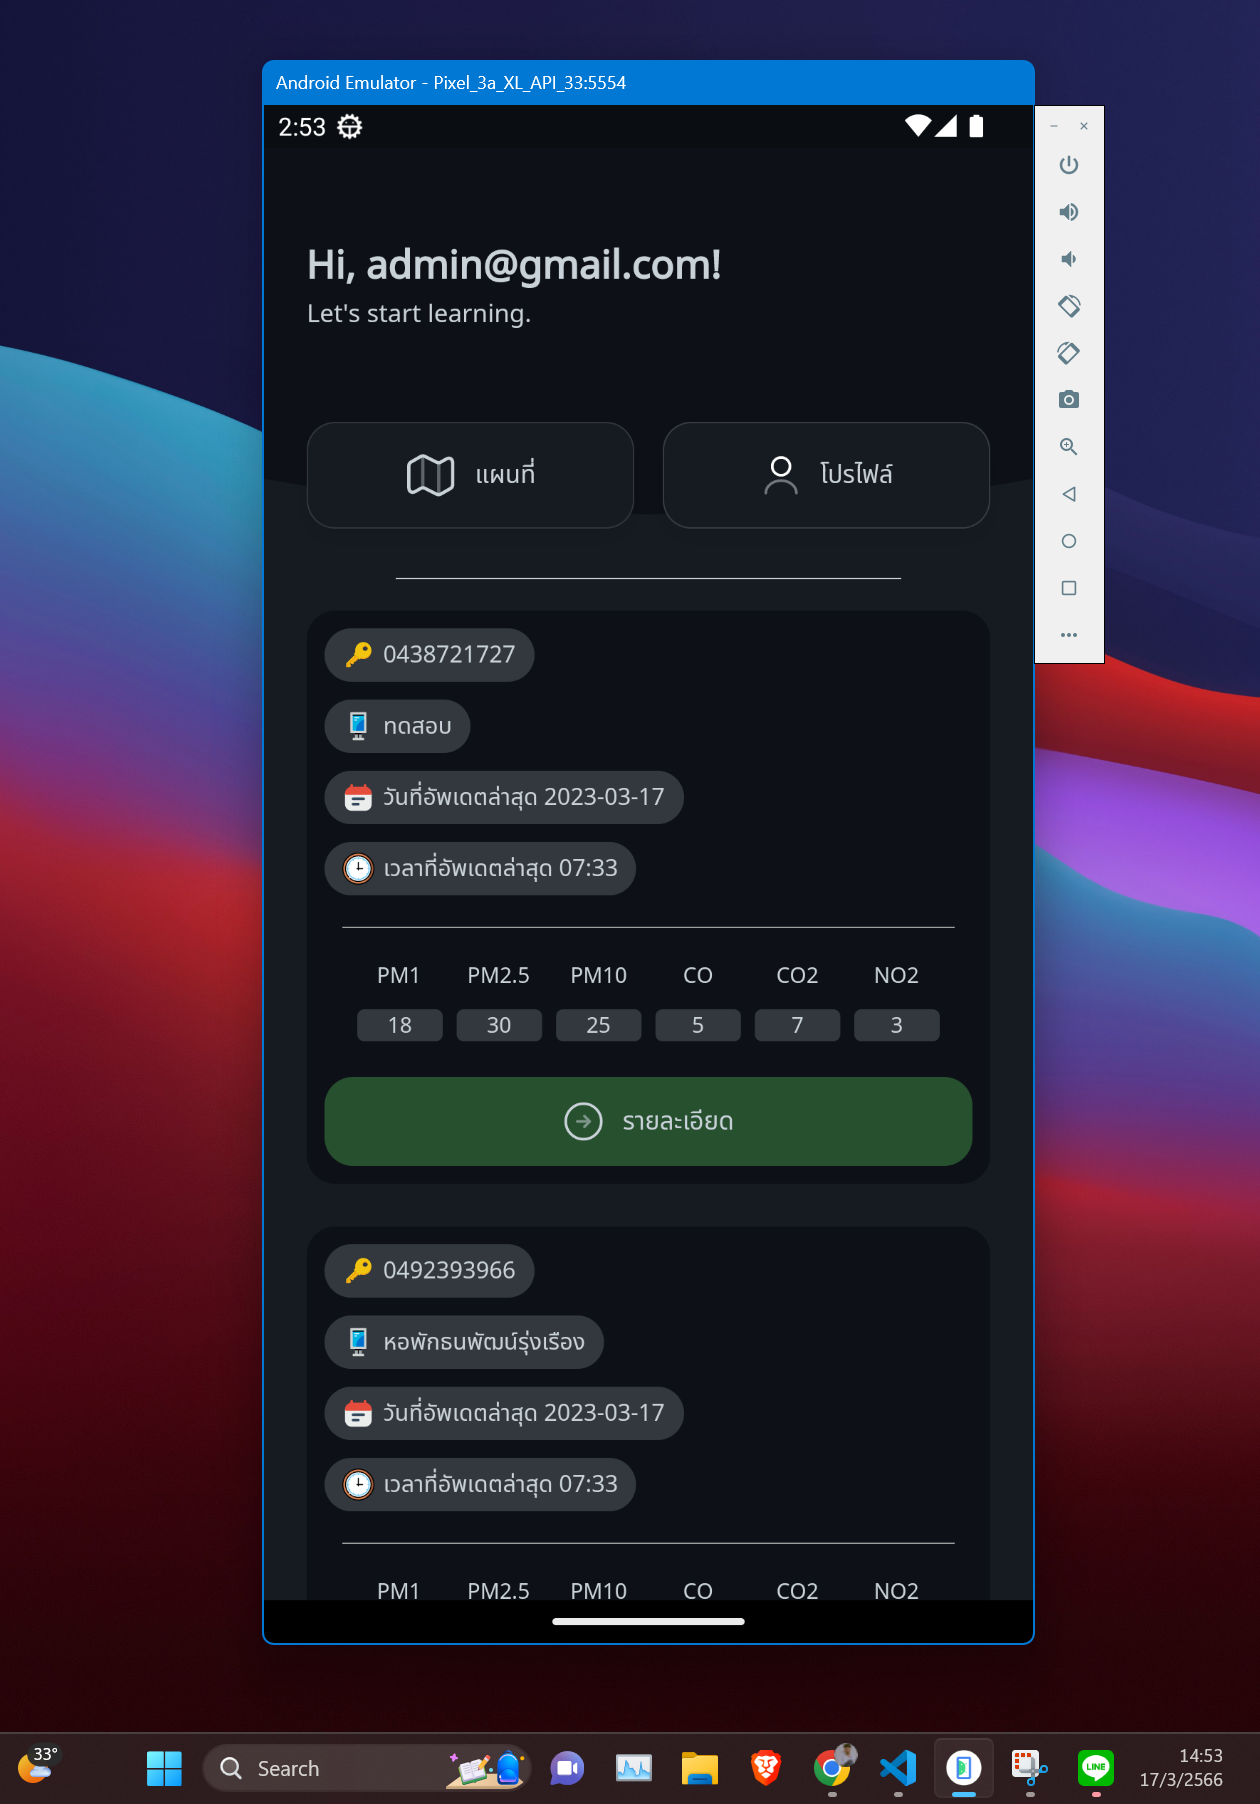 Android Emulator - Pixel_3a_XL_API_33:5554
2:53
Hi, admin@gmail.com!
Let's start learning.
แผนที่
โปรไฟล์
0438721727
ทดสอบ
วันที่อัพเดตล่าสุด 2023-03-17
เวลาที่อัพเดตล่าสุด 07:33
PM1 PM2.5 PM10 CO CO2 NO2
18 30 25 5 7 3
รายละเอียด
0492393966
หอพักธนพัฒน์รุ่งเรือง
วันที่อัพเดตล่าสุด 2023-03-17
เวลาที่อัพเดตล่าสุด 07:33
PM1 PM2.5 PM10 CO CO2 NO2
33°
Search
LINE
14:53
17/3/2566